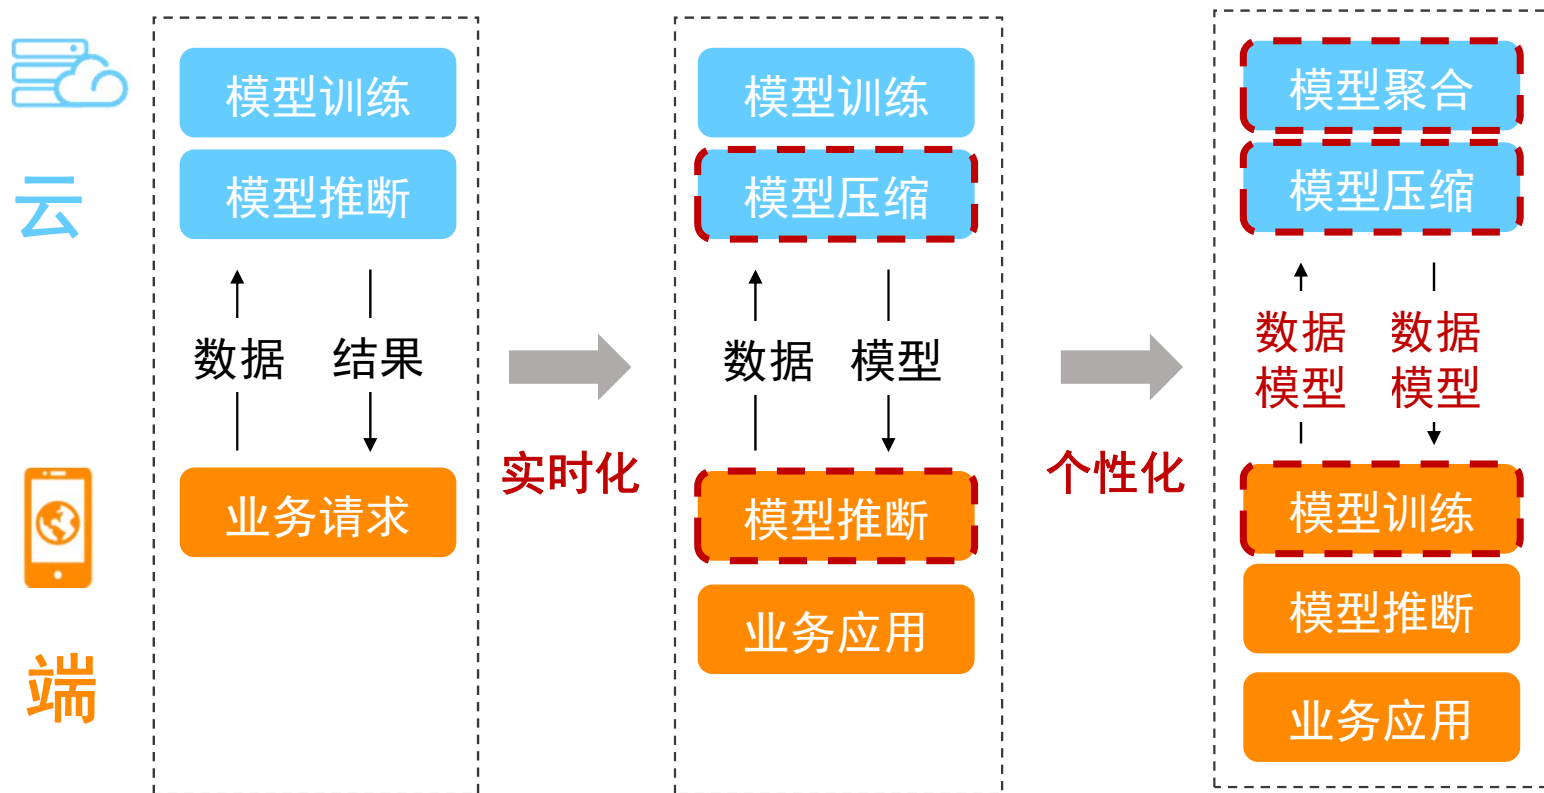 云
端
模型训练
模型推断
数据
结果
业务请求
实时化
模型训练
模型压缩
数据
模型
模型推断
业务应用
个性化
模型聚合
模型压缩
数据
模型
数据
模型
模型训练
模型推断
业务应用